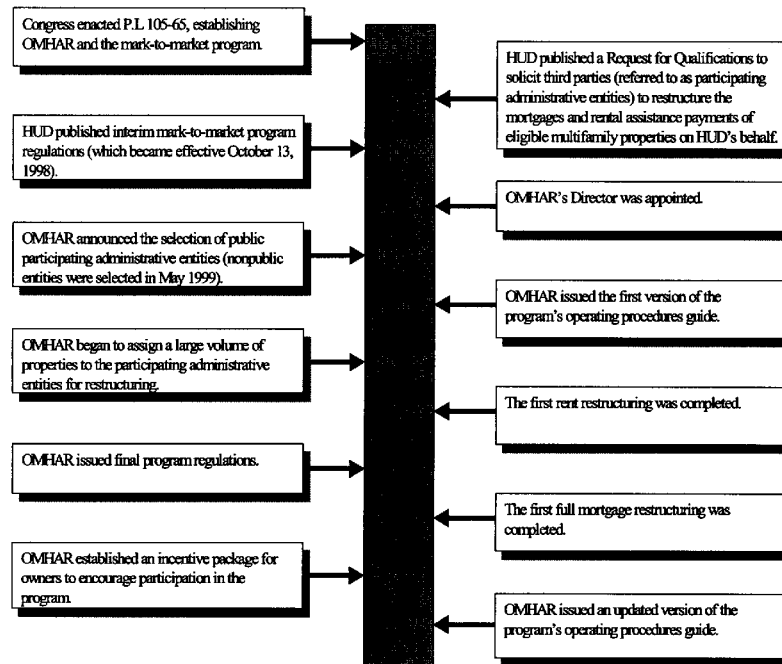 Congress enacted P.L 105-65, establishing
OMHAR and the mark-to-market program.
HUD published a Request for Qualifications to
solicit third parties (referred to as participating
administrative entities) to restructure the
mortgages and rental assistance payments of
eligible multifamily properties on HUD's behalf.
HUD published interim mark-to-market program
regulations (which became effective October 13,
1998).
OMHAR's Director was appointed.
OMHAR announced the selection of public
participating administrative entities (nonpublic
entities were selected in May 1999).
OMHAR issued the first version of the
program's operating procedures guide.
OMHAR began to assign a large volume of
properties to the participating administrative
entities for restructuring.
The first rent restructuring was completed.
OMHAR issued final program regulations.
The first full mortgage restructuring was
completed.
OMHAR established an incentive package for
owners to encourage participation in the
program.
OMHAR issued an updated version of the
program's operating procedures guide.